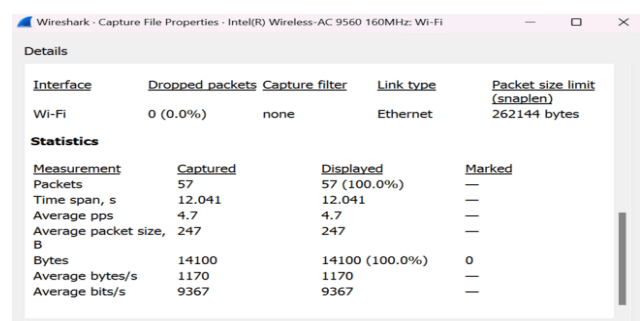 Wireshark · Capture File Properties · Intel(R) Wireless-AC 9560 160MHz: Wi-Fi
Details
Interface Dropped packets Capture filter Link type Packet size limit (snaplen)
Wi-Fi 0 (0.0%) none Ethernet 262144 bytes
Statistics
Measurement Captured Displayed Marked
Packets 57 57 (100.0%) —
Time span, s 12.041 12.041 —
Average pps 4.7 4.7 —
Average packet size, B 247 247 —
Bytes 14100 14100 (100.0%) 0
Average bytes/s 1170 1170 —
Average bits/s 9367 9367 —